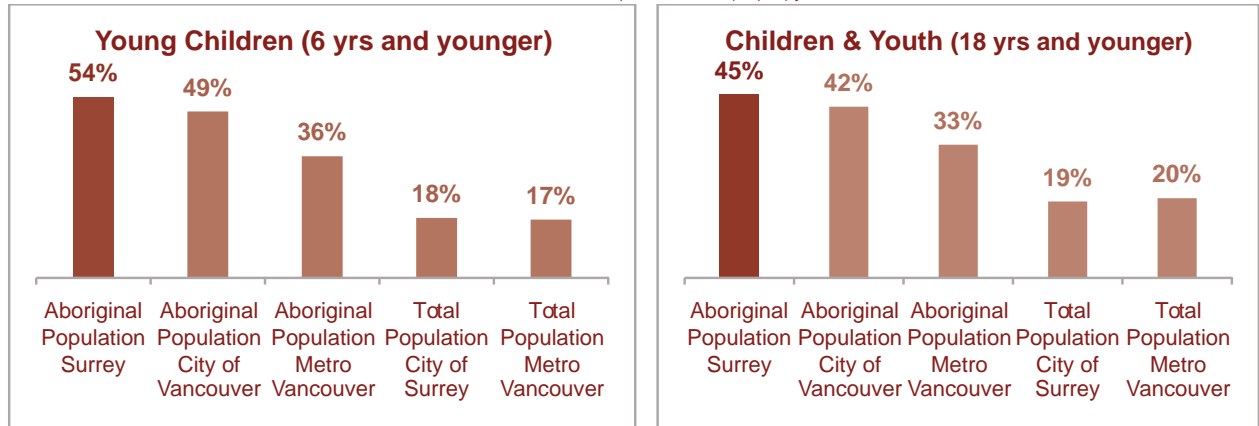 Young Children (6 yrs and younger)
54%
49%
36%
18%
17%
Aboriginal Population Surrey
Aboriginal Population City of Vancouver
Aboriginal Population Metro Vancouver
Total Population City of Surrey
Total Population Metro Vancouver
Children & Youth (18 yrs and younger)
45%
42%
33%
19%
20%
Aboriginal Population Surrey
Aboriginal Population City of Vancouver
Aboriginal Population Metro Vancouver
Total Population City of Surrey
Total Population Metro Vancouver